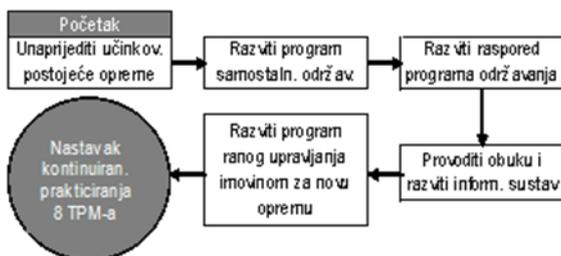 Početak
Unaprijediti učinkov.
postojeće opreme
Razviti program
samostaln. održav.
Razviti raspored
programa održavanja
Provoditi obuku i
razviti inform. sustav
Razviti program
ranog upravljanja
imovinom za novu
opremu
Nastavak
kontinuiran.
prakticiranja
8 TPM-a